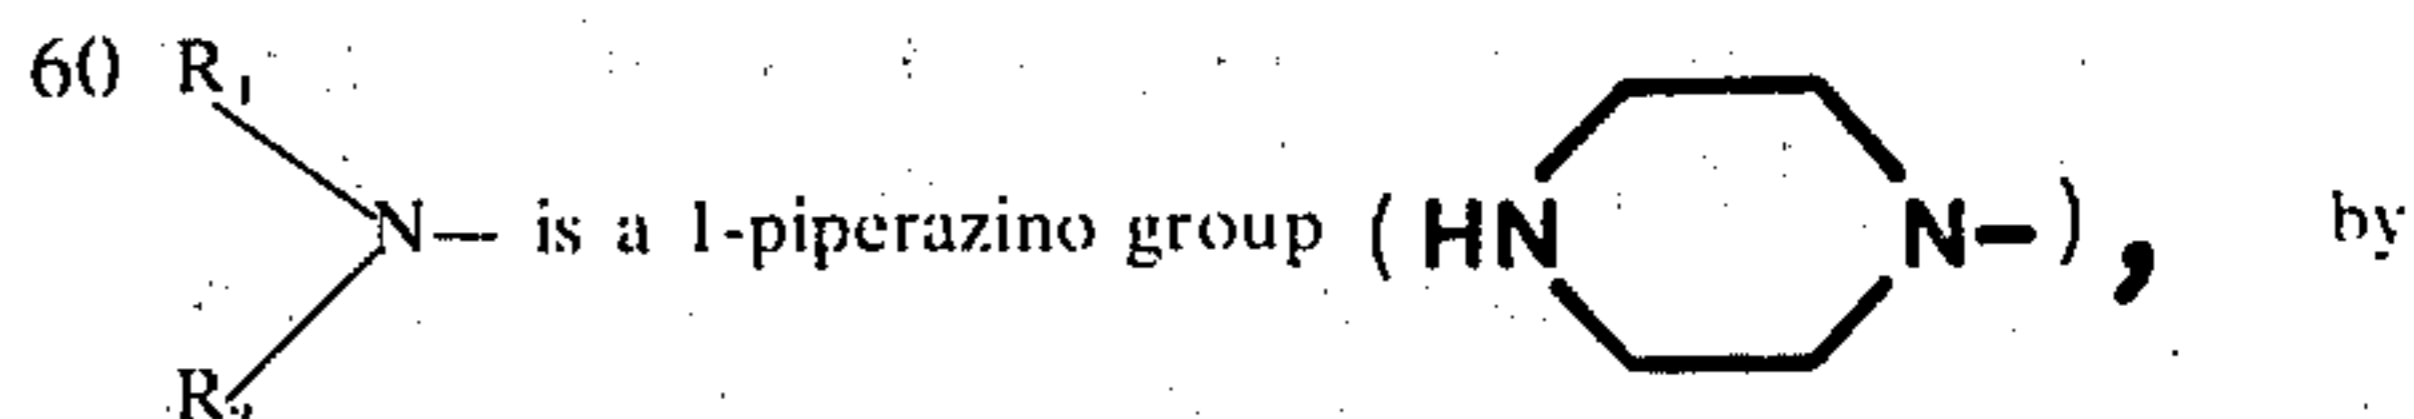 60 R₁
N— is a 1-piperazino group ( HN N— ), by
R₂